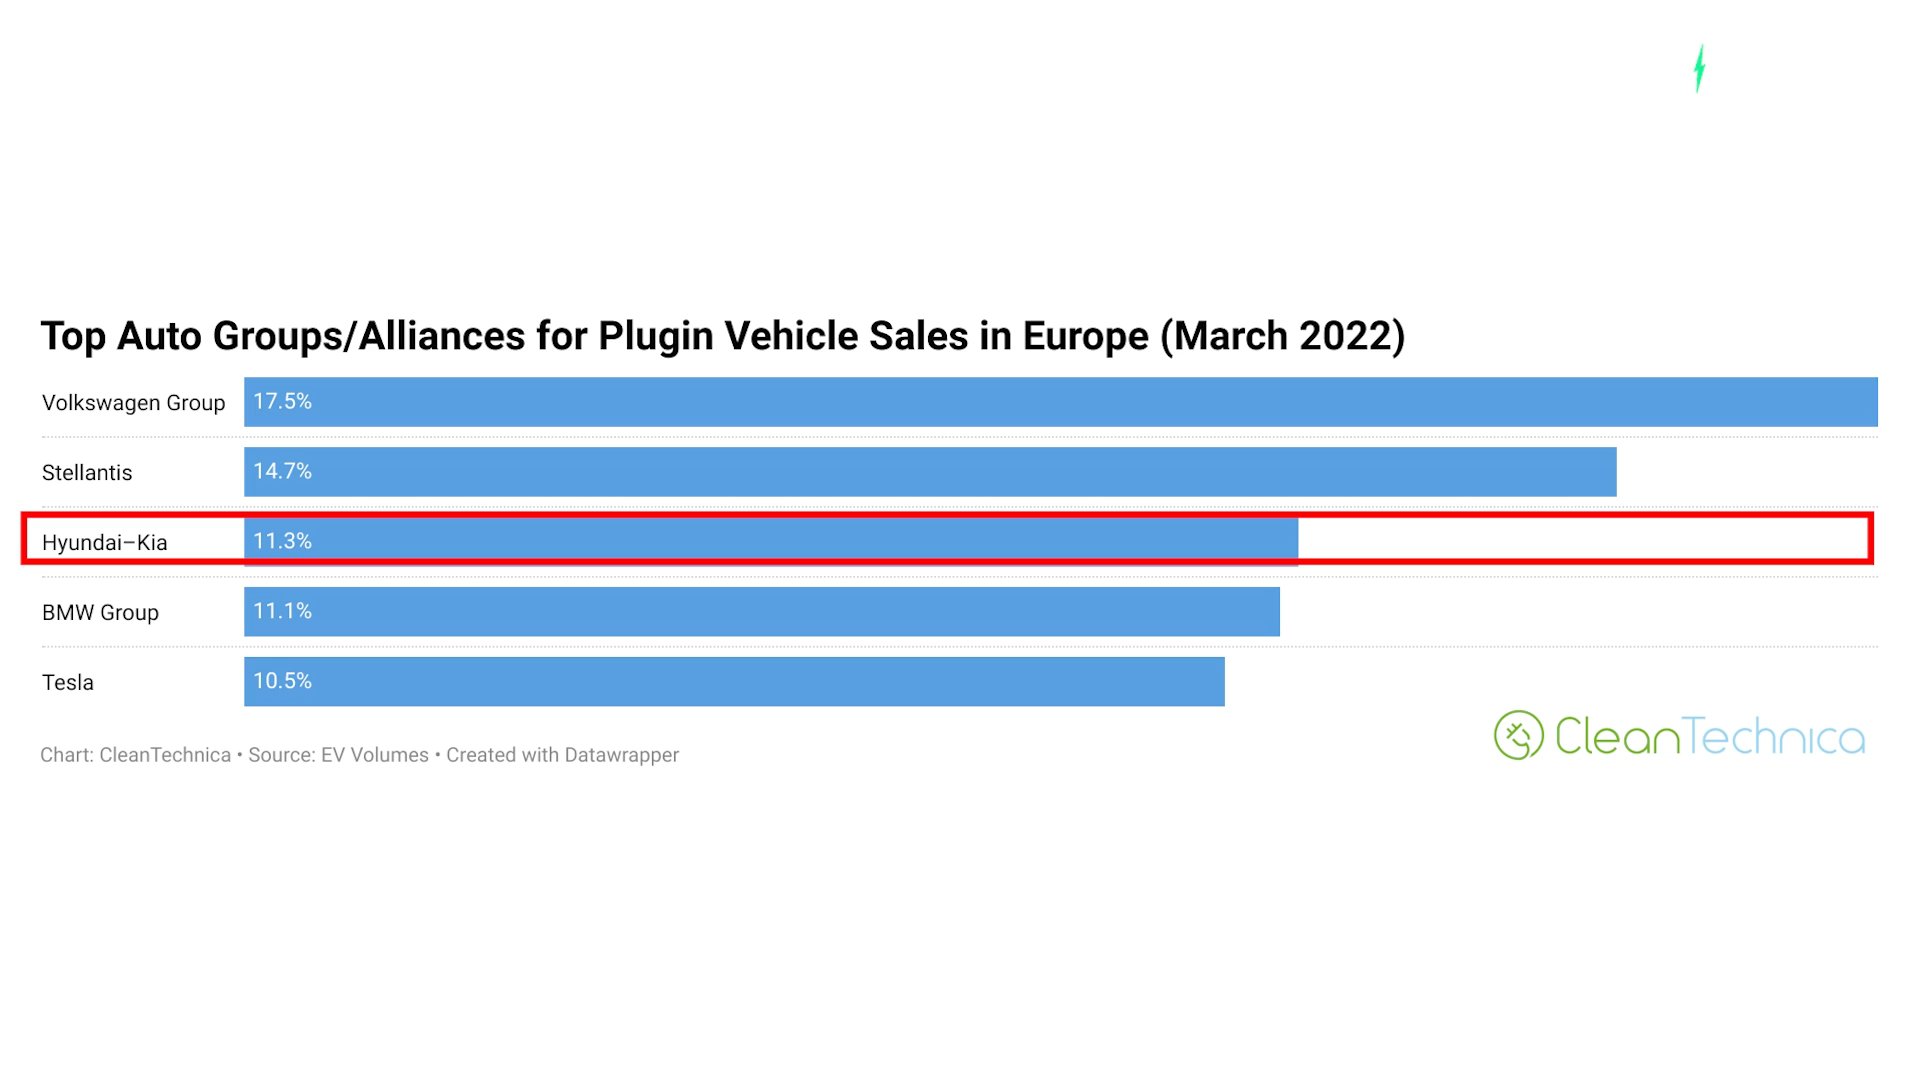 Top Auto Groups/Alliances for Plugin Vehicle Sales in Europe (March 2022)
Volkswagen Group 17.5%
Stellantis 14.7%
Hyundai–Kia 11.3%
BMW Group 11.1%
Tesla 10.5%
CleanTechnica
Chart: CleanTechnica • Source: EV Volumes • Created with Datawrapper